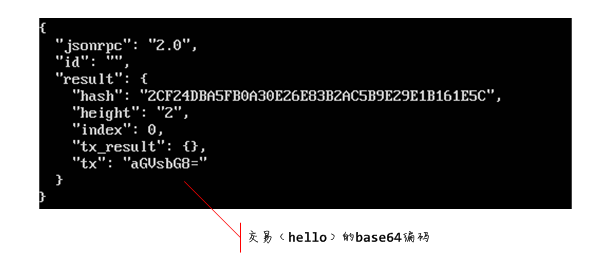 {
"jsonrpc": "2.0",
"id": "",
"result": {
"hash": "2CF24DBA5FB0A30E26E83B2AC5B9E29E1B161E5C",
"height": "2",
"index": 0,
"tx_result": {},
"tx": "aGVsbG8="
}
}
交易（hello）的base64编码